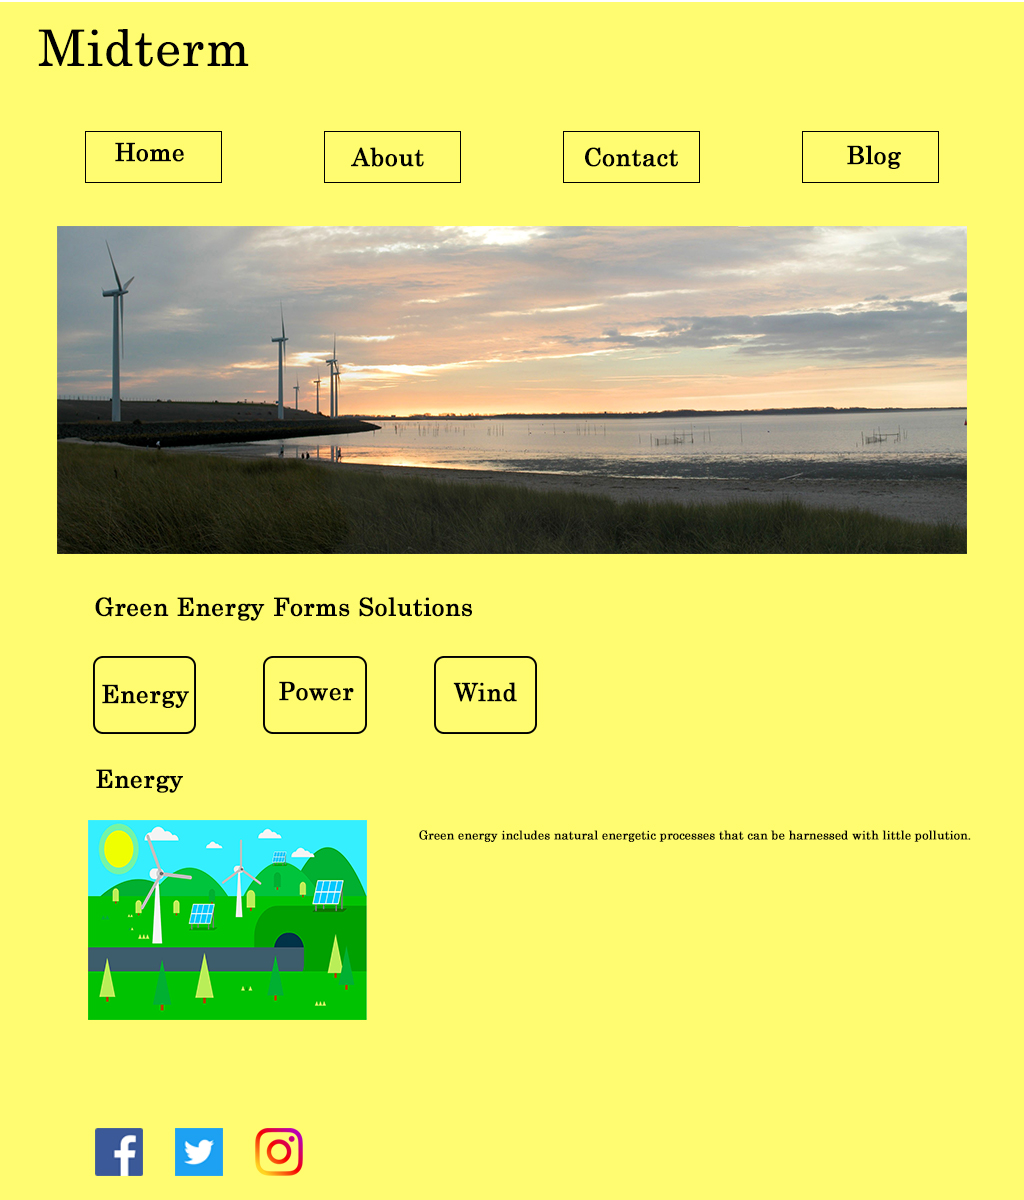 Midterm
Home About Contact Blog
Green Energy Forms Solutions
Energy Power Wind
Energy
Green energy includes natural energetic processes that can be harnessed with little pollution.